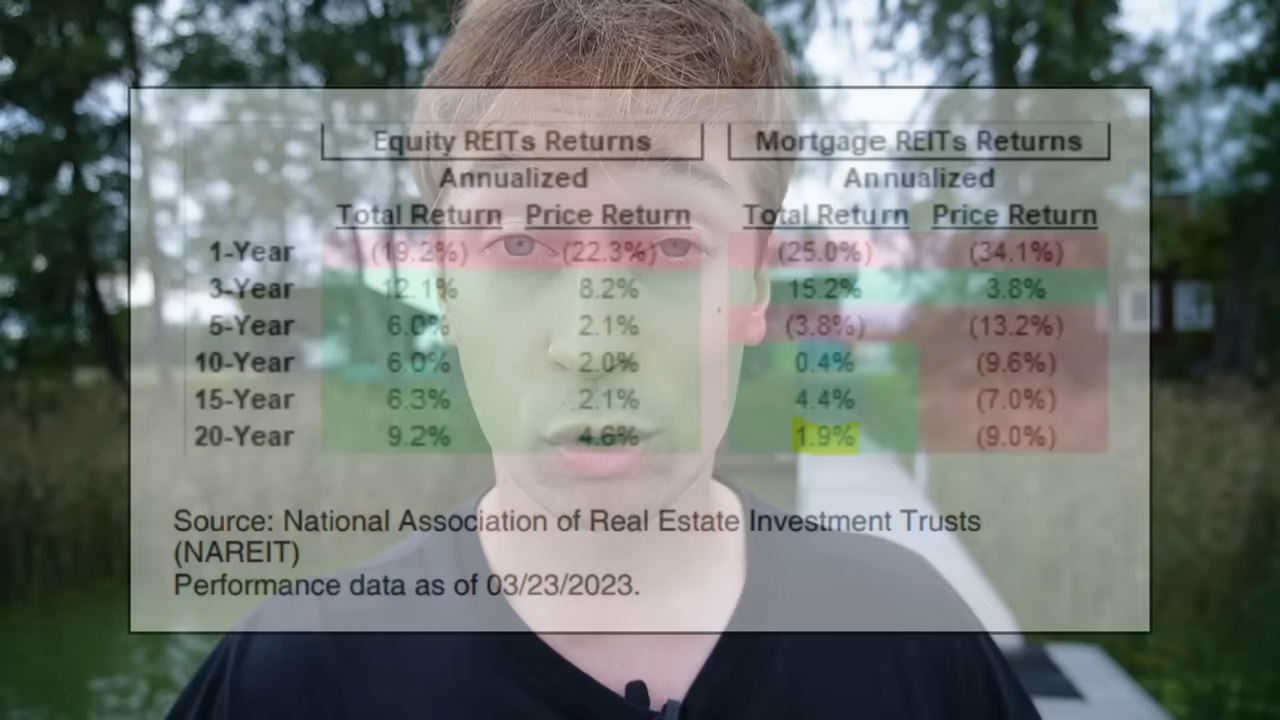 Equity REITs Returns Mortgage REITs Returns
Annualized Annualized
Total Return Price Return Total Return Price Return
1-Year (19.2%) (22.3%) (25.0%) (34.1%)
3-Year 12.1% 8.2% 15.2% 3.8%
5-Year 6.0% 2.1% (3.8%) (13.2%)
10-Year 6.0% 2.0% 0.4% (9.6%)
15-Year 6.3% 2.1% 4.4% (7.0%)
20-Year 9.2% 4.6% 1.9% (9.0%)
Source: National Association of Real Estate Investment Trusts
(NAREIT)
Performance data as of 03/23/2023.